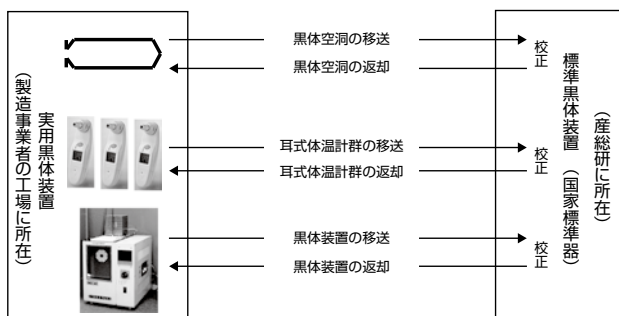 実用黒体装置
（製造事業者の工場に所在）
黒体空洞の移送
黒体空洞の返却
校正
耳式体温計群の移送
耳式体温計群の返却
校正
黒体装置の移送
黒体装置の返却
校正
標準黒体装置（国家標準器）
（産総研に所在）